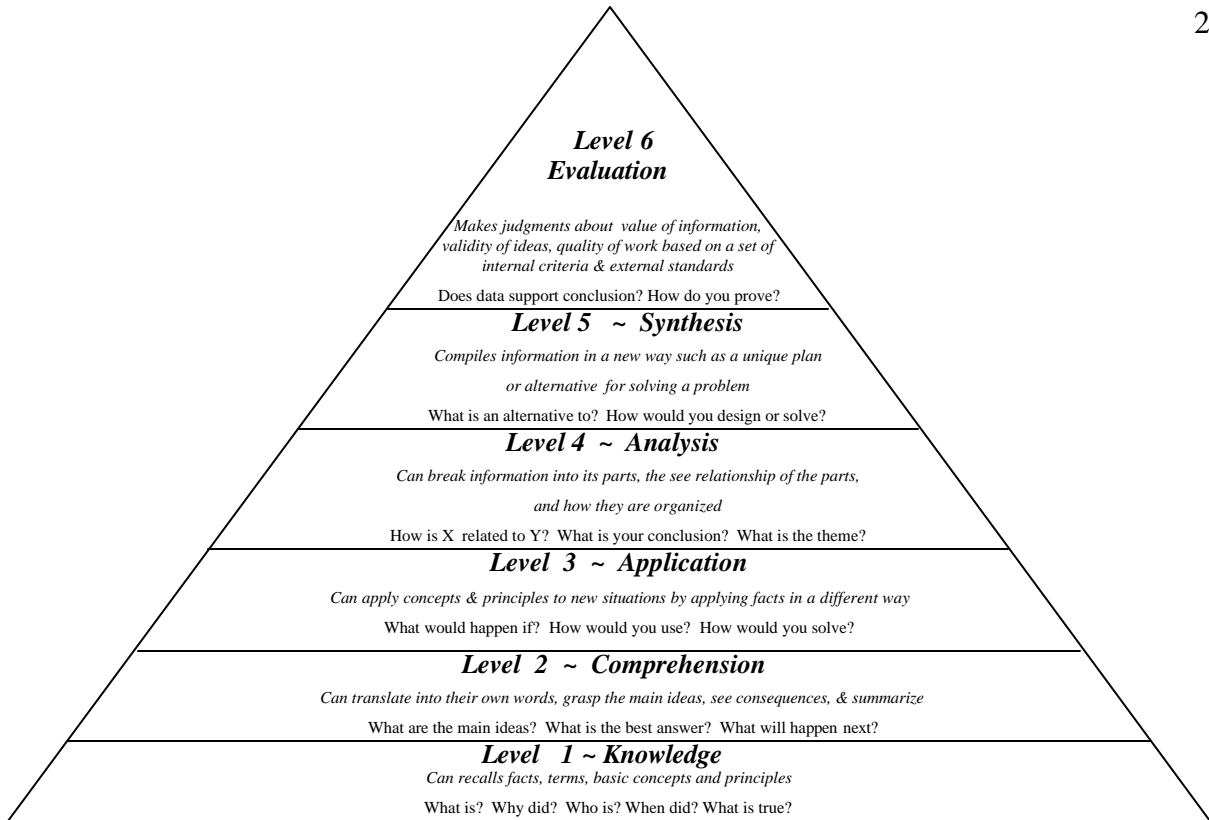 2
Level 6
Evaluation
Makes judgments about value of information,
validity of ideas, quality of work based on a set of
internal criteria & external standards
Does data support conclusion? How do you prove?
Level 5 ~ Synthesis
Compiles information in a new way such as a unique plan
or alternative for solving a problem
What is an alternative to? How would you design or solve?
Level 4 ~ Analysis
Can break information into its parts, the see relationship of the parts,
and how they are organized
How is X related to Y? What is your conclusion? What is the theme?
Level 3 ~ Application
Can apply concepts & principles to new situations by applying facts in a different way
What would happen if? How would you use? How would you solve?
Level 2 ~ Comprehension
Can translate into their own words, grasp the main ideas, see consequences, & summarize
What are the main ideas? What is the best answer? What will happen next?
Level 1 ~ Knowledge
Can recalls facts, terms, basic concepts and principles
What is? Why did? Who is? When did? What is true?